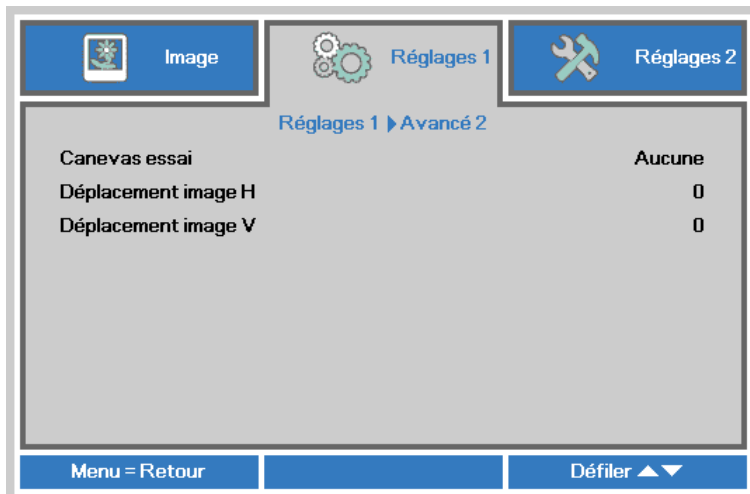 Image
Réglages 1
Réglages 2
Réglages 1 ▶ Avancé 2
Canevas essai Aucune
Déplacement image H 0
Déplacement image V 0
Menu = Retour
Défiler ▲▼